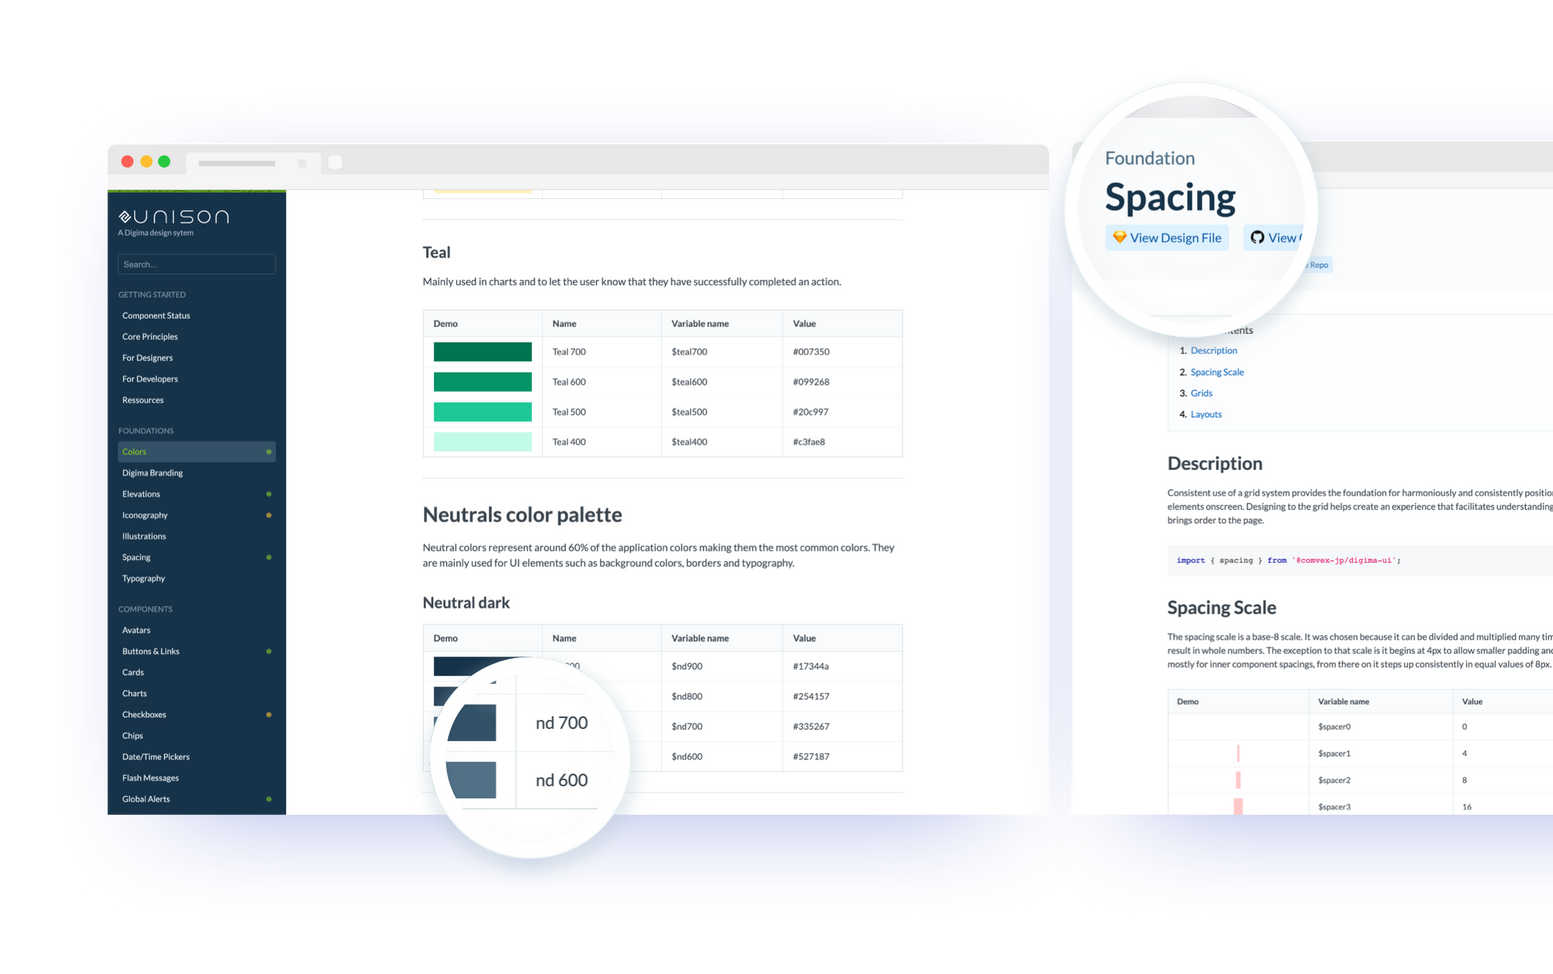 UNISON
A Digima design sytem
Search...
GETTING STARTED
Component Status
Core Principles
For Designers
For Developers
Ressources
FOUNDATIONS
Colors
Digima Branding
Elevations
Iconography
Illustrations
Spacing
Typography
COMPONENTS
Avatars
Buttons & Links
Cards
Charts
Checkboxes
Chips
Date/Time Pickers
Flash Messages
Global Alerts
Teal
Mainly used in charts and to let the user know that they have successfully completed an action.
Demo Name Variable name Value
Teal 700 $teal700 #007350
Teal 600 $teal600 #099268
Teal 500 $teal500 #20c997
Teal 400 $teal400 #c3fae8
Neutrals color palette
Neutral colors represent around 60% of the application colors making them the most common colors. They
are mainly used for UI elements such as background colors, borders and typography.
Neutral dark
Demo Name Variable name Value
$nd900 #17344a
$nd800 #254157
$nd700 #335267
$nd600 #527187
nd 700
nd 600
Foundation
Spacing
View Design File View
Repo
1. Description
2. Spacing Scale
3. Grids
4. Layouts
Description
Consistent use of a grid system provides the foundation for harmoniously and consistently
elements onscreen. Designing to the grid helps create an experience that facilitates understanding
brings order to the page.
import { spacing } from '@comvex-jp/digima-ui';
Spacing Scale
The spacing scale is a base-8 scale. It was chosen because it can be divided and multiplied many
result in whole numbers. The exception to that scale is it begins at 4px to allow smaller padding
mostly for inner component spacings, from there on it steps up consistently in equal values of 8px.
Demo Variable name Value
$spacer0 0
$spacer1 4
$spacer2 8
$spacer3 16